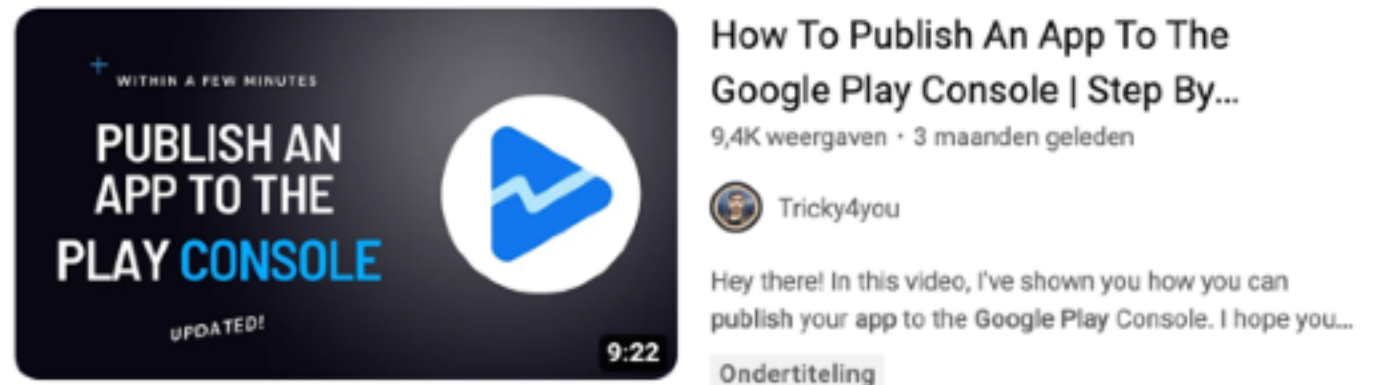 WITHIN A FEW MINUTES
PUBLISH AN
APP TO THE
PLAY CONSOLE
UPDATED!
9:22
How To Publish An App To The
Google Play Console | Step By...
9,4K weergaven • 3 maanden geleden
Tricky4you
Hey there! In this video, I've shown you how you can
publish your app to the Google Play Console. I hope you...
Ondertiteling